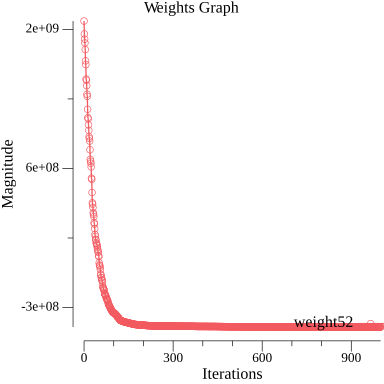 Weights Graph
2e+09
6e+08
-3e+08
Magnitude
weight52
0 300 600 900
Iterations